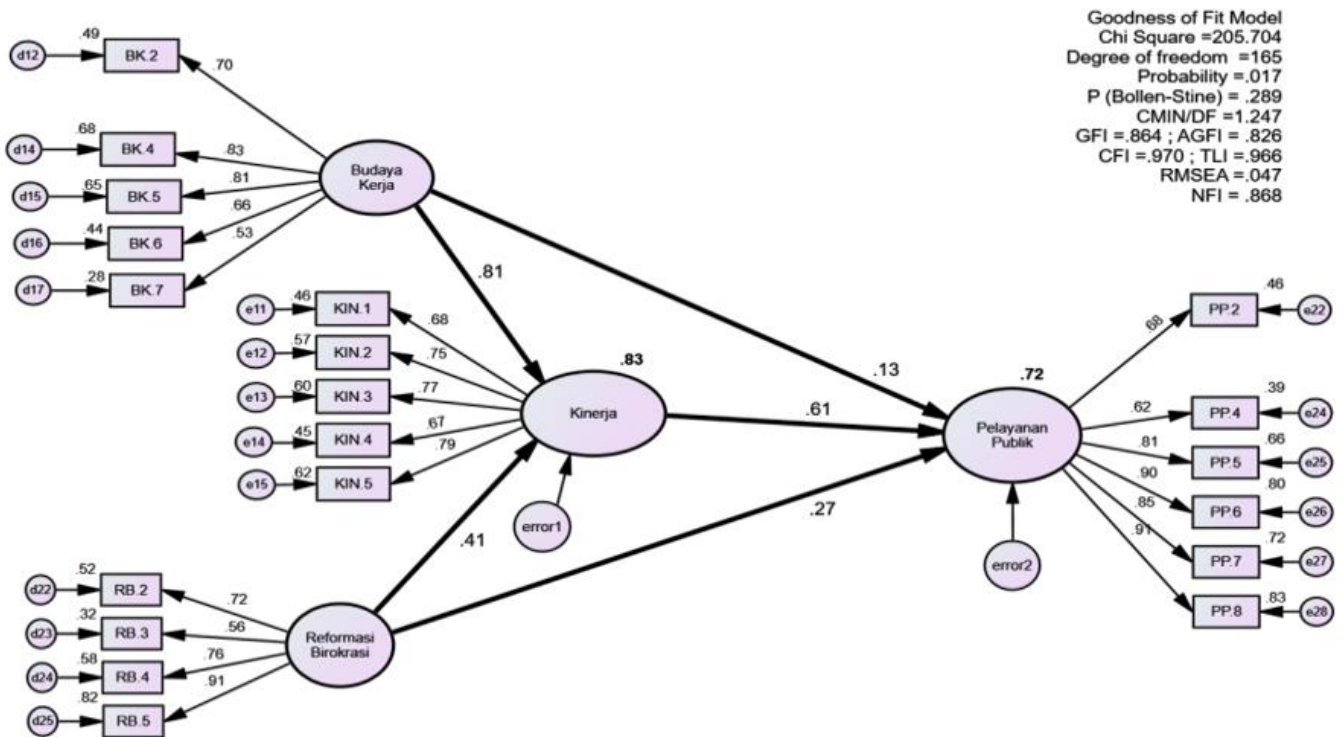 Goodness of Fit Model
Chi Square =205.704
Degree of freedom =165
Probability =.017
P (Bollen-Stine) = .289
CMIN/DF =1.247
GFI =.864 ; AGFI = .826
CFI =.970 ; TLI =.966
RMSEA =.047
NFI = .868
d12
.49
BK.2
.70
d14
.68
BK.4
.83
d15
.65
BK.5
.81
d16
.44
BK.6
.66
d17
.28
BK.7
.53
Budaya
Kerja
.81
.13
e11
.46
KIN.1
.68
e12
.57
KIN.2
.75
e13
.60
KIN.3
.77
e14
.45
KIN.4
.67
e15
.62
KIN.5
.79
.83
Kinerja
error1
.61
.41
.27
.72
Pelayanan
Publik
error2
.68
PP.2
.46
e22
.62
PP.4
.39
e24
.81
PP.5
.66
e25
.90
PP.6
.80
e26
.85
PP.7
.72
e27
.91
PP.8
.83
e28
d22
.52
RB.2
.72
d23
.32
RB.3
.56
d24
.58
RB.4
.76
d25
.82
RB.5
.91
Reformasi
Birokrasi